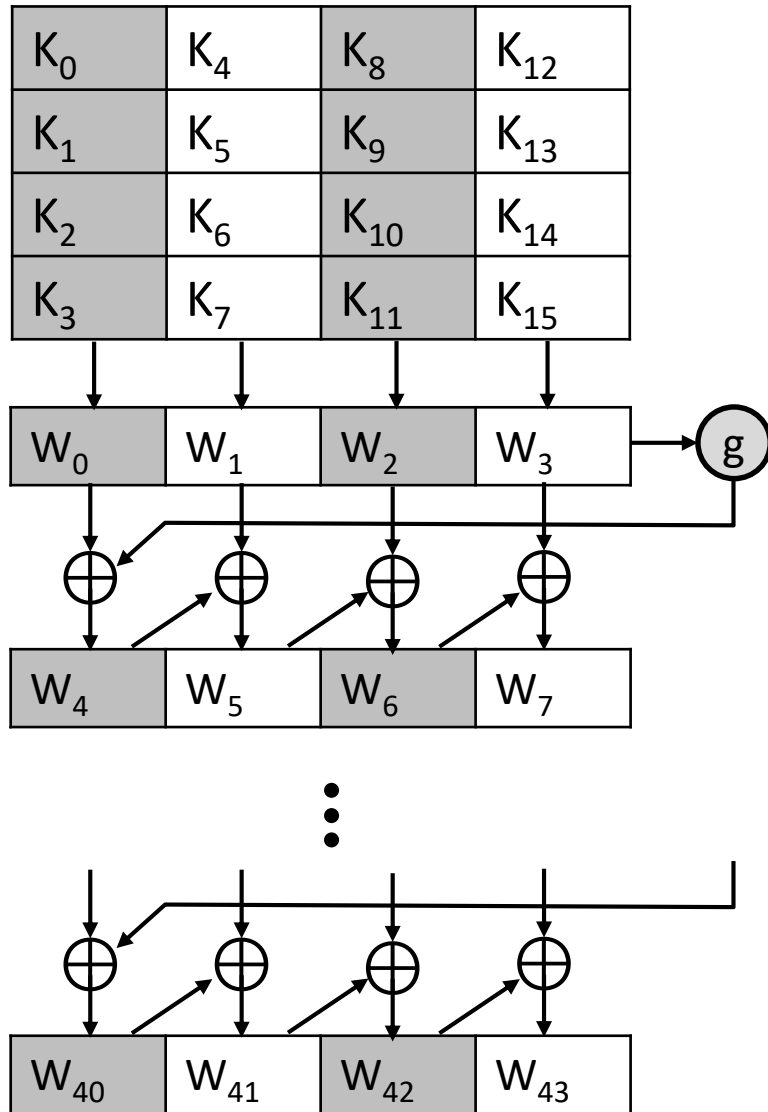 K₀ K₄ K₈ K₁₂
K₁ K₅ K₉ K₁₃
K₂ K₆ K₁₀ K₁₄
K₃ K₇ K₁₁ K₁₅
W₀ W₁ W₂ W₃ g
W₄ W₅ W₆ W₇
W₄₀ W₄₁ W₄₂ W₄₃